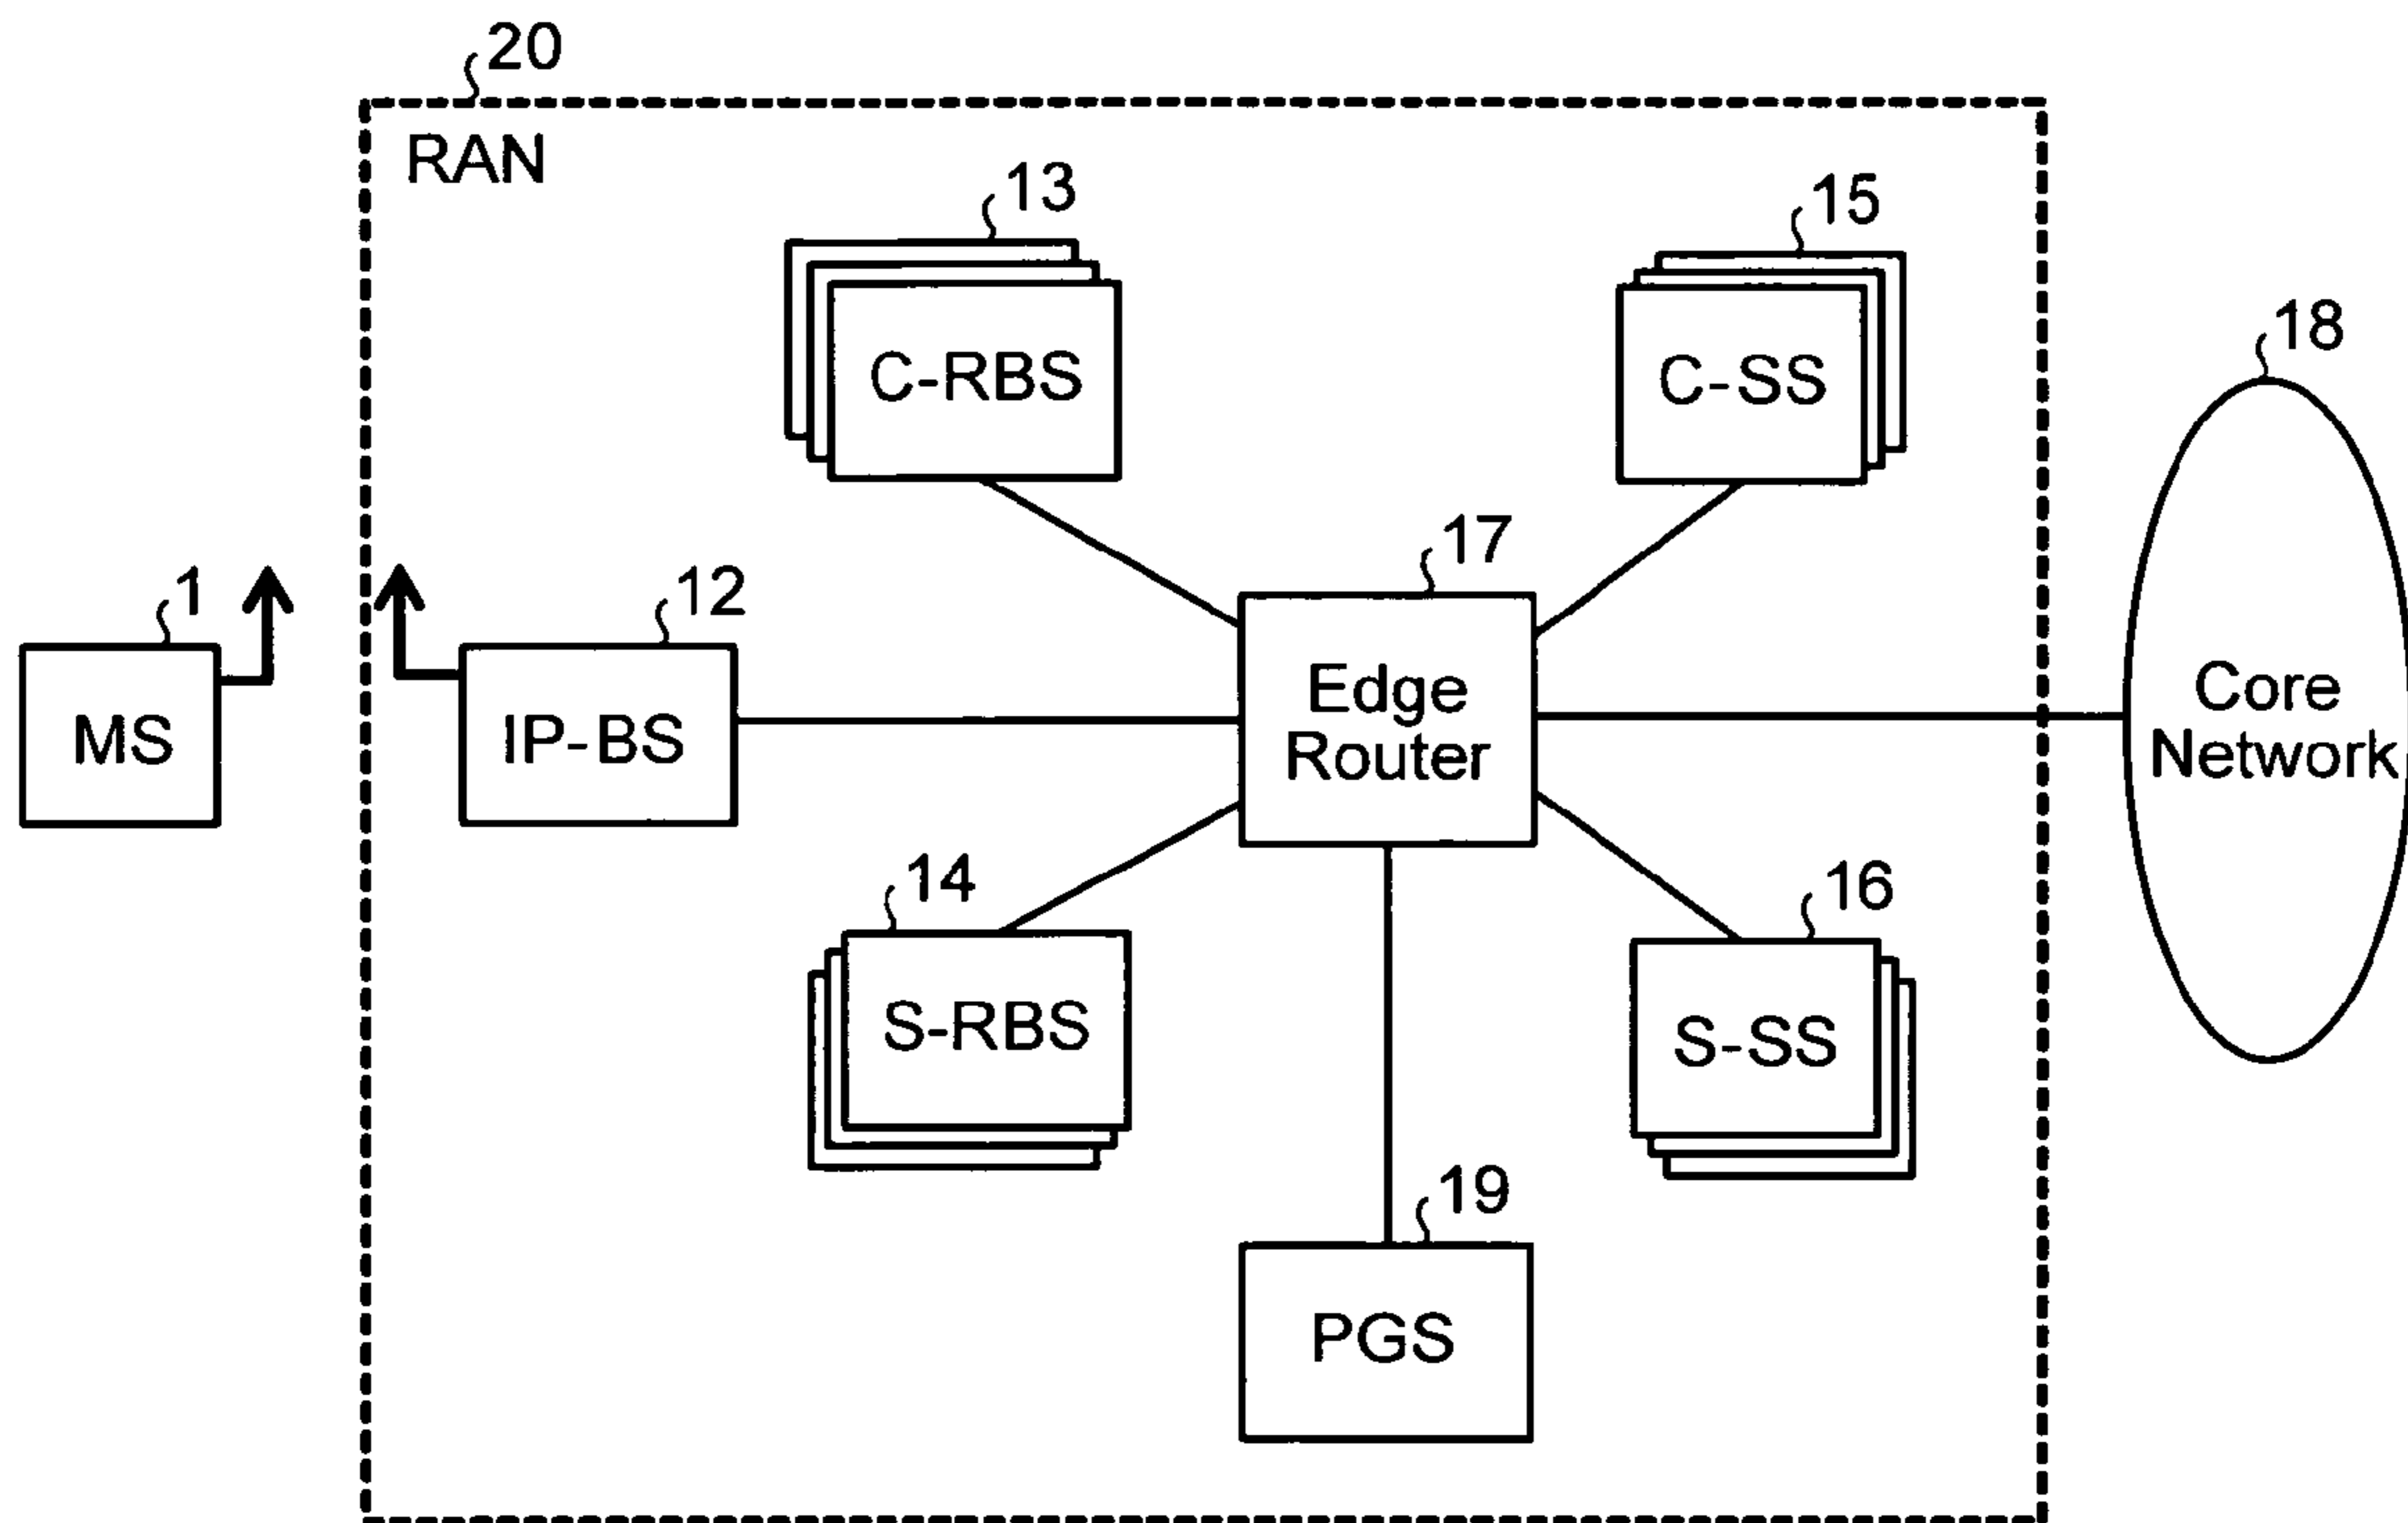 20
RAN
13
C-RBS
15
C-SS
18
Core
Network
17
Edge
Router
1
MS
12
IP-BS
14
S-RBS
16
S-SS
19
PGS